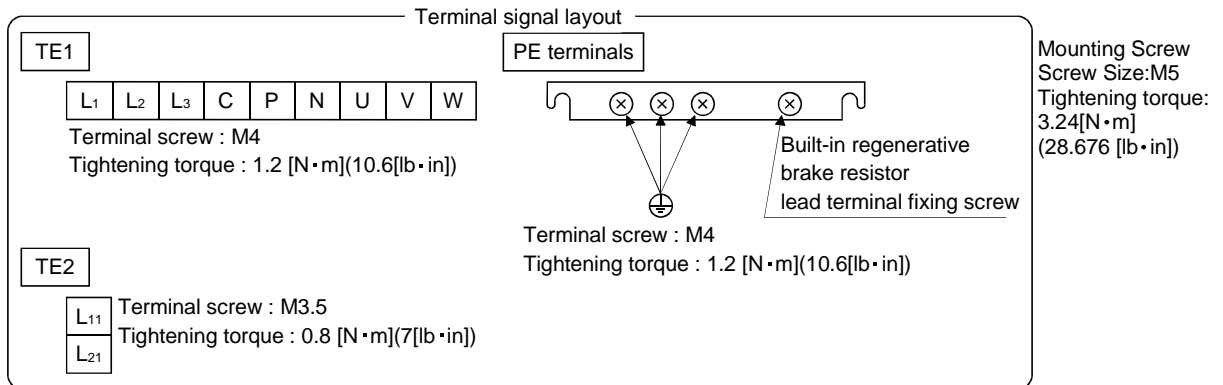 Terminal signal layout
TE1
L1 L2 L3 C P N U V W
Terminal screw : M4
Tightening torque : 1.2 [N▪m](10.6[lb▪in])
PE terminals
Built-in regenerative
brake resistor
lead terminal fixing screw
Terminal screw : M4
Tightening torque : 1.2 [N▪m](10.6[lb▪in])
TE2
L11
L21
Terminal screw : M3.5
Tightening torque : 0.8 [N▪m](7[lb▪in])
Mounting Screw
Screw Size:M5
Tightening torque:
3.24[N•m]
(28.676 [lb•in])